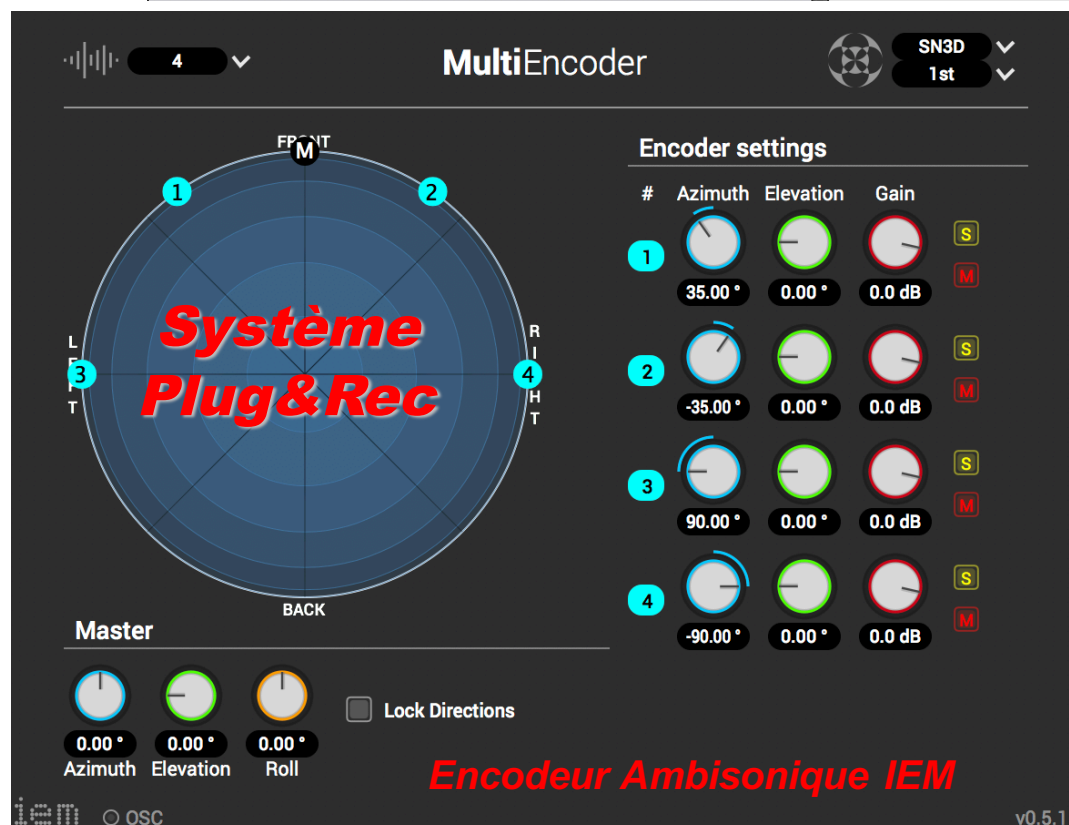 4
MultiEncoder
SN3D
1st
FRONT
M
1
2
LEFT
3
RIGHT
4
BACK
Système
Plug&Rec
Encoder settings
# Azimuth Elevation Gain
1
35.00 ° 0.00 ° 0.0 dB
S
M
2
-35.00 ° 0.00 ° 0.0 dB
S
M
3
90.00 ° 0.00 ° 0.0 dB
S
M
4
-90.00 ° 0.00 ° 0.0 dB
S
M
Master
0.00 ° 0.00 ° 0.00 °
Azimuth Elevation Roll
Lock Directions
Encodeur Ambisonique IEM
iem OSC
v0.5.1